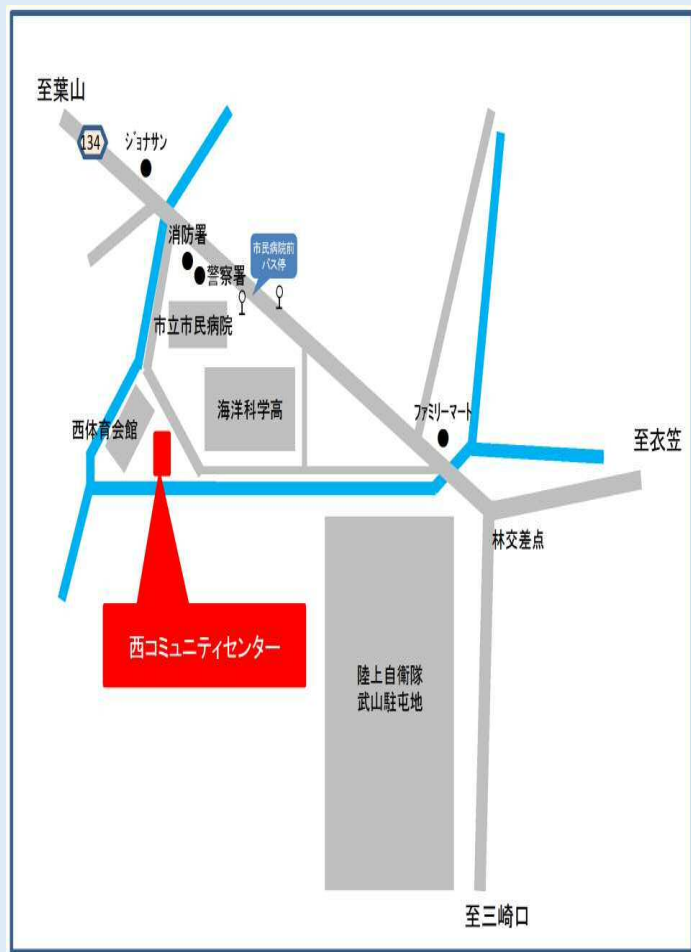 至葉山
134
ジョナサン
消防署
市民病院前
バス停
警察署
市立市民病院
海洋科学高
ファミリーマート
西体育会館
至衣笠
林交差点
西コミュニティセンター
陸上自衛隊
武山駐屯地
至三崎口